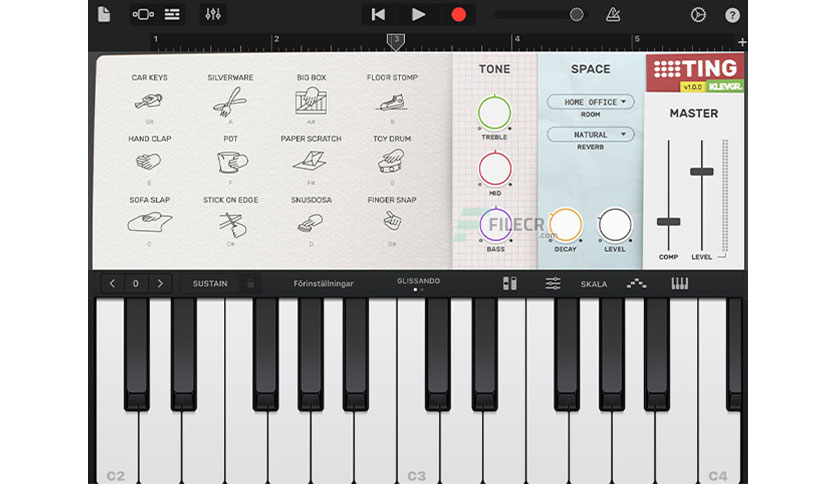 1 2 3 4 5
CAR KEYS SILVERWARE BIG BOX FLOOR STOMP
G# A A# B
HAND CLAP POT PAPER SCRATCH TOY DRUM
E F F# G
SOFA SLAP STICK ON EDGE SNUSDOSA FINGER SNAP
C C# D D#
TONE
TREBLE
MID
BASS
SPACE
HOME OFFICE
ROOM
NATURAL
REVERB
DECAY LEVEL
TING
v1.0.0 KLEVGR.
MASTER
COMP LEVEL
FILECR
.com
0 SUSTAIN Förinställningar GLISSANDO SKALA
C2 C3 C4